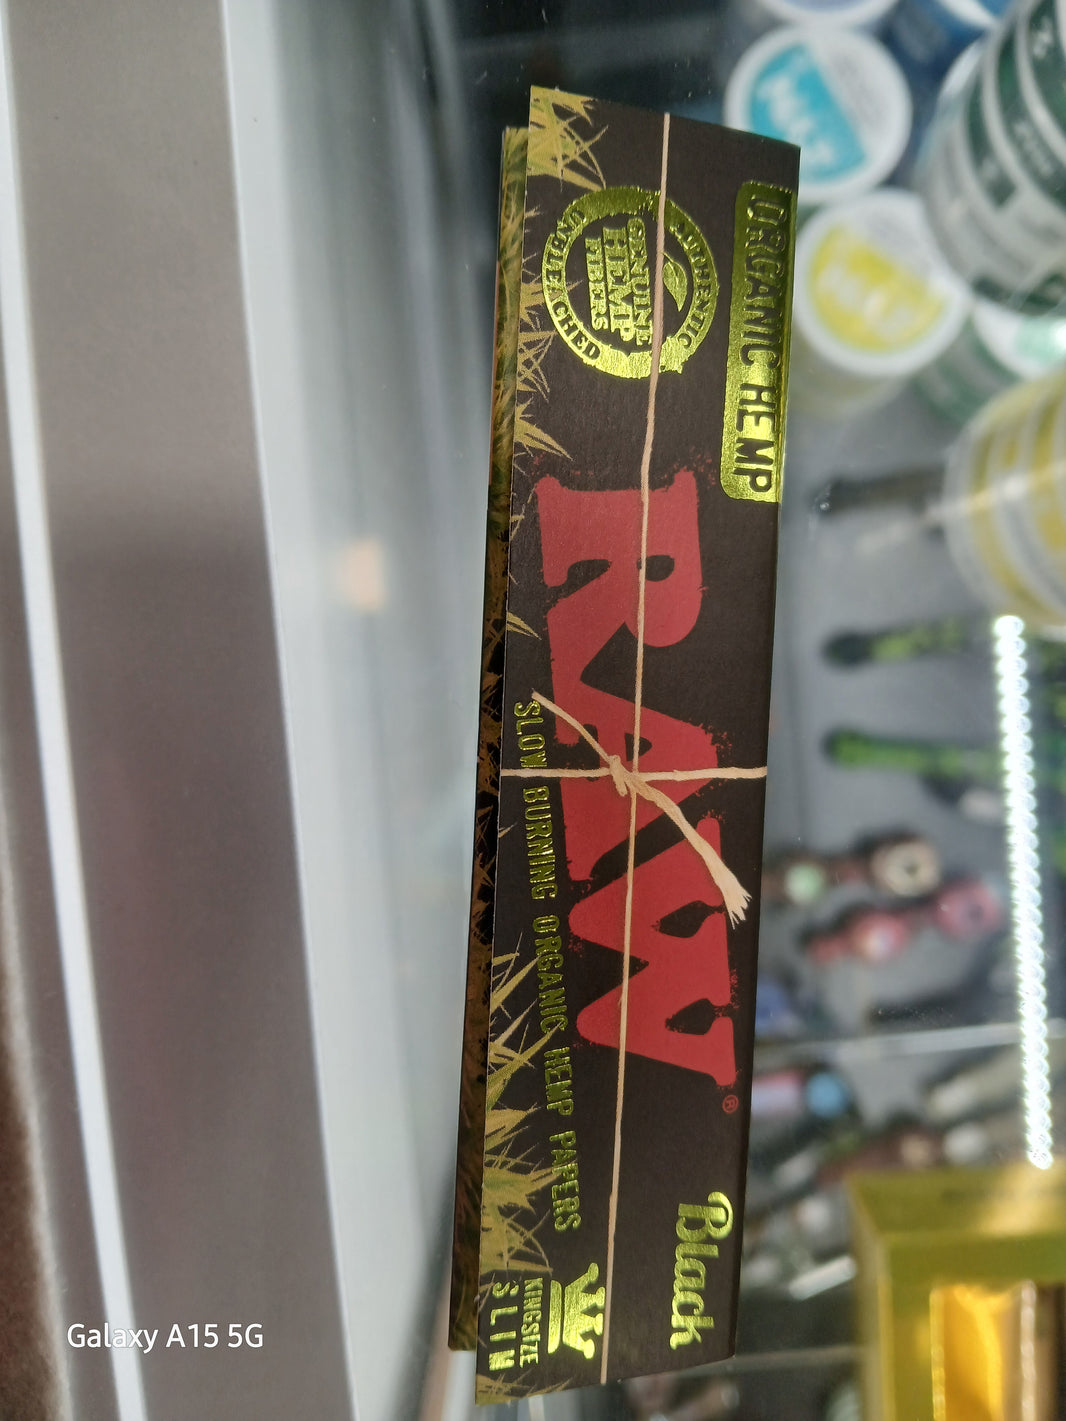 ORGANIC HEMP
AUTHENTIC
GENUINE
HEMP
FIBERS
UNBLEACHED
RAW®
SLOW BURNING ORGANIC HEMP PAPERS
Black
KINGSIZE
SLIM
Galaxy A15 5G